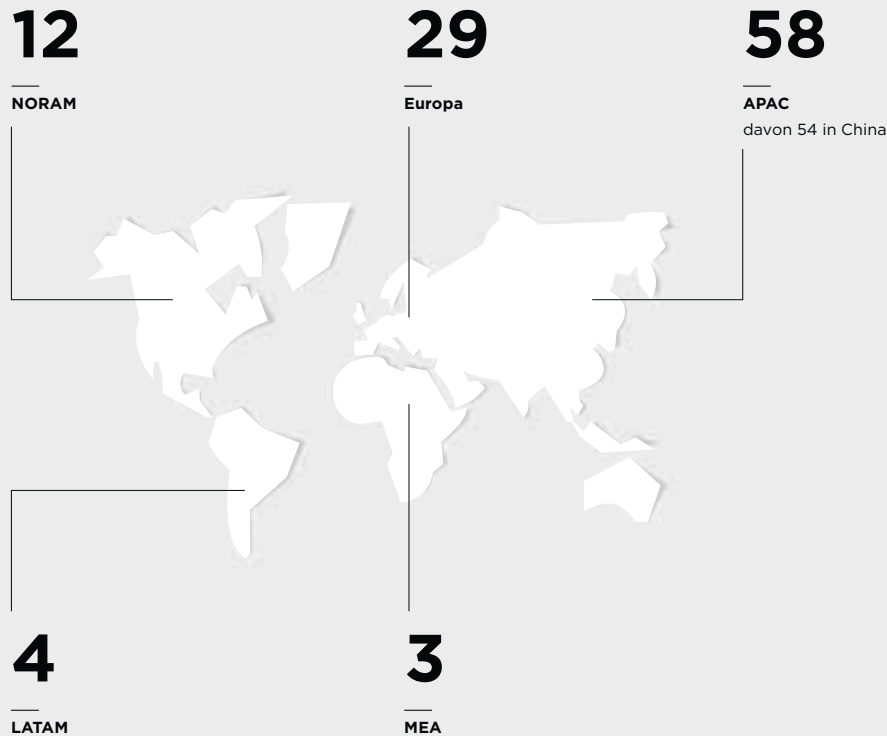 12
NORAM
29
Europa
58
APAC
davon 54 in China
4
LATAM
3
MEA